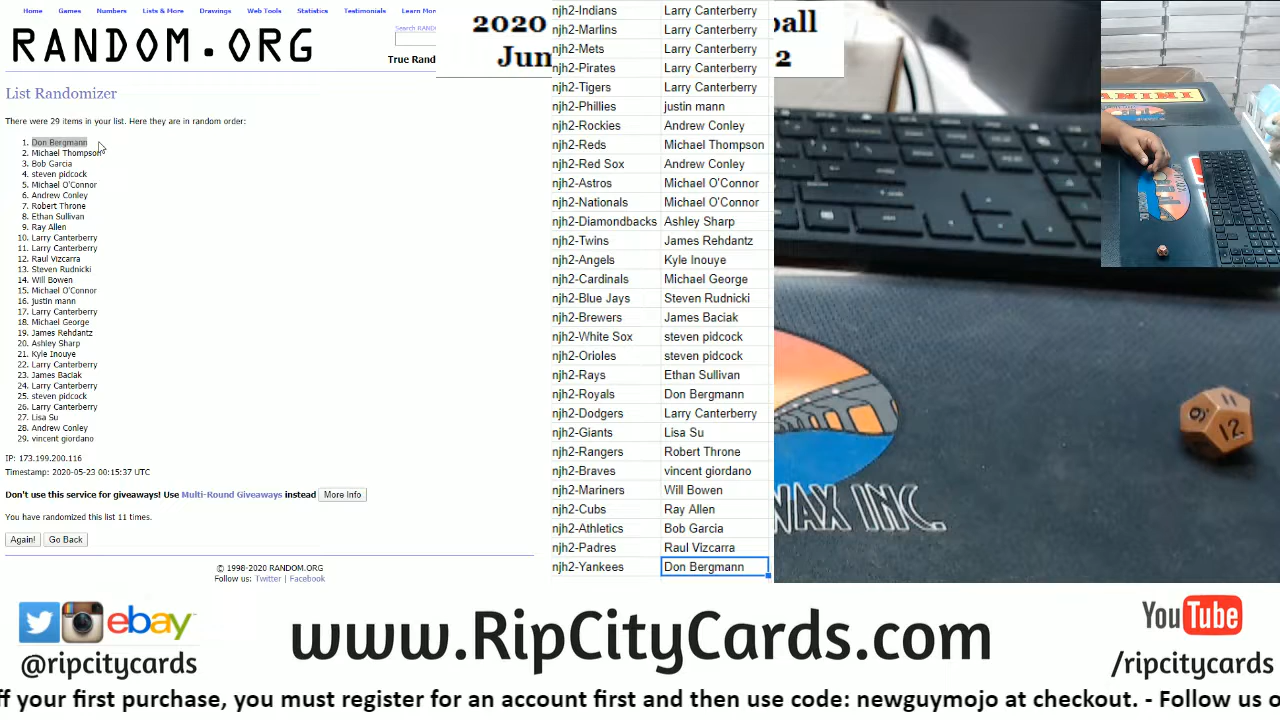 Home Games Numbers Lists & More Drawings Web Tools Statistics Testimonials Learn Mor
RANDOM.ORG
Search RAND
True Rand
2020
Jun
ball
2
List Randomizer
There were 29 items in your list. Here they are in random order:
1. Don Bergmann
2. Michael Thompson
3. Bob Garcia
4. steven pidcock
5. Michael O'Connor
6. Andrew Conley
7. Robert Throne
8. Ethan Sullivan
9. Ray Allen
10. Larry Canterberry
11. Larry Canterberry
12. Raul Vizcarra
13. Steven Rudnicki
14. Will Bowen
15. Michael O'Connor
16. justin mann
17. Larry Canterberry
18. Michael George
19. James Rehdantz
20. Ashley Sharp
21. Kyle Inouye
22. Larry Canterberry
23. James Baciak
24. Larry Canterberry
25. steven pidcock
26. Larry Canterberry
27. Lisa Su
28. Andrew Conley
29. vincent giordano
IP: 173.199.200.116
Timestamp: 2020-05-23 00:15:37 UTC
Don't use this service for giveaways! Use Multi-Round Giveaways instead More Info
You have randomized this list 11 times.
Again! Go Back
© 1998-2020 RANDOM.ORG
Follow us: Twitter | Facebook
njh2-Indians Larry Canterberry
njh2-Marlins Larry Canterberry
njh2-Mets Larry Canterberry
njh2-Pirates Larry Canterberry
njh2-Tigers Larry Canterberry
njh2-Phillies justin mann
njh2-Rockies Andrew Conley
njh2-Reds Michael Thompson
njh2-Red Sox Andrew Conley
njh2-Astros Michael O'Connor
njh2-Nationals Michael O'Connor
njh2-Diamondbacks Ashley Sharp
njh2-Twins James Rehdantz
njh2-Angels Kyle Inouye
njh2-Cardinals Michael George
njh2-Blue Jays Steven Rudnicki
njh2-Brewers James Baciak
njh2-White Sox steven pidcock
njh2-Orioles steven pidcock
njh2-Rays Ethan Sullivan
njh2-Royals Don Bergmann
njh2-Dodgers Larry Canterberry
njh2-Giants Lisa Su
njh2-Rangers Robert Throne
njh2-Braves vincent giordano
njh2-Mariners Will Bowen
njh2-Cubs Ray Allen
njh2-Athletics Bob Garcia
njh2-Padres Raul Vizcarra
njh2-Yankees Don Bergmann
PANINI
9. 11
12
WAX INC.
ebay
@ripcitycards
www.RipCityCards.com
YouTube
/ripcitycards
ff your first purchase, you must register for an account first and then use code: newguymojo at checkout. - Follow us o